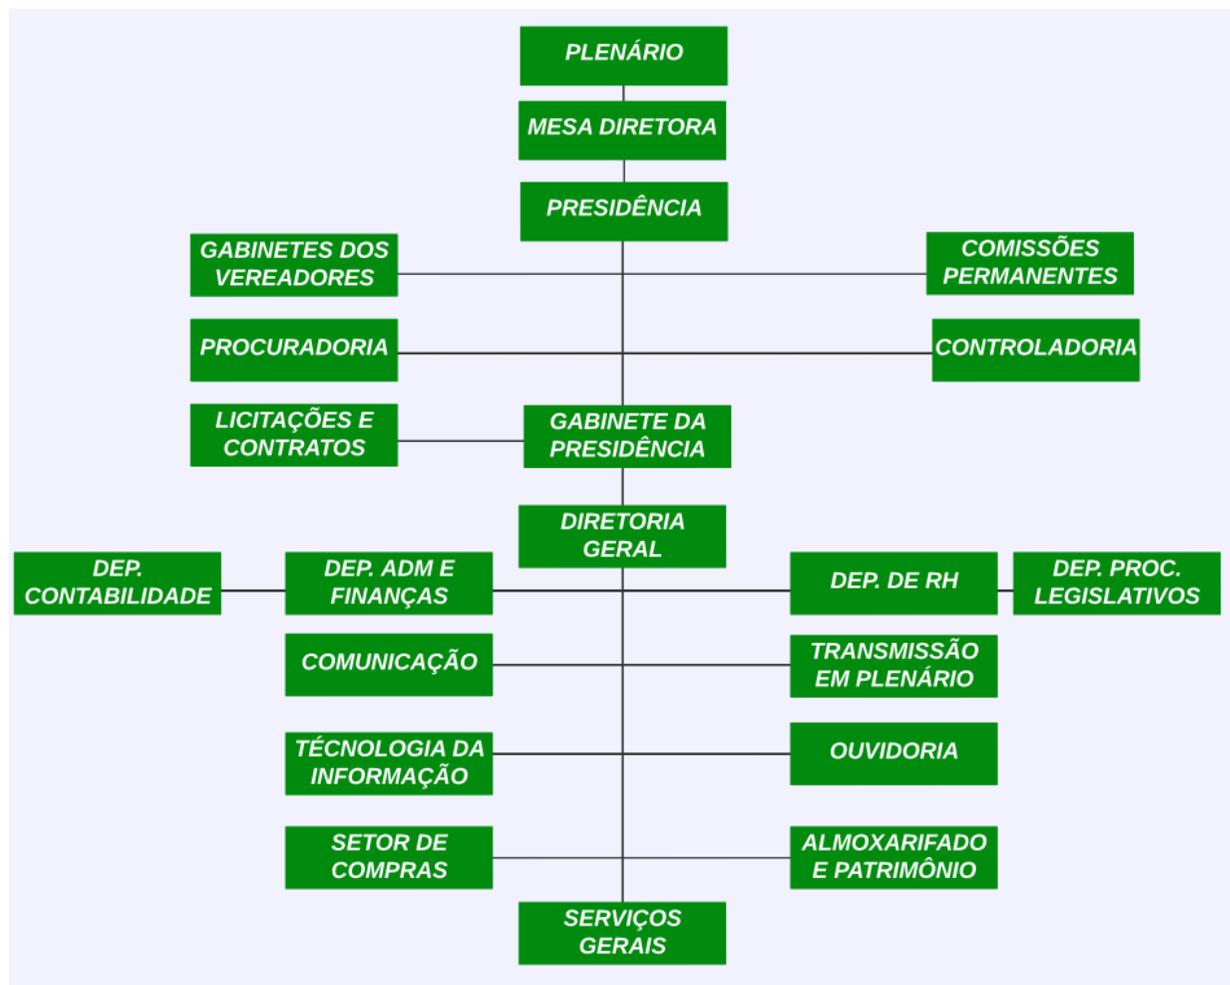 PLENÁRIO
MESA DIRETORA
PRESIDÊNCIA
GABINETES DOS
VEREADORES
COMISSÕES
PERMANENTES
PROCURADORIA
CONTROLADORIA
LICITAÇÕES E
CONTRATOS
GABINETE DA
PRESIDÊNCIA
DIRETORIA
GERAL
DEP.
CONTABILIDADE
DEP. ADM E
FINANÇAS
DEP. DE RH
DEP. PROC.
LEGISLATIVOS
COMUNICAÇÃO
TRANSMISSÃO
EM PLENÁRIO
TÉCNOLOGIA DA
INFORMAÇÃO
OUVIDORIA
SETOR DE
COMPRAS
ALMOXARIFADO
E PATRIMÔNIO
SERVIÇOS
GERAIS